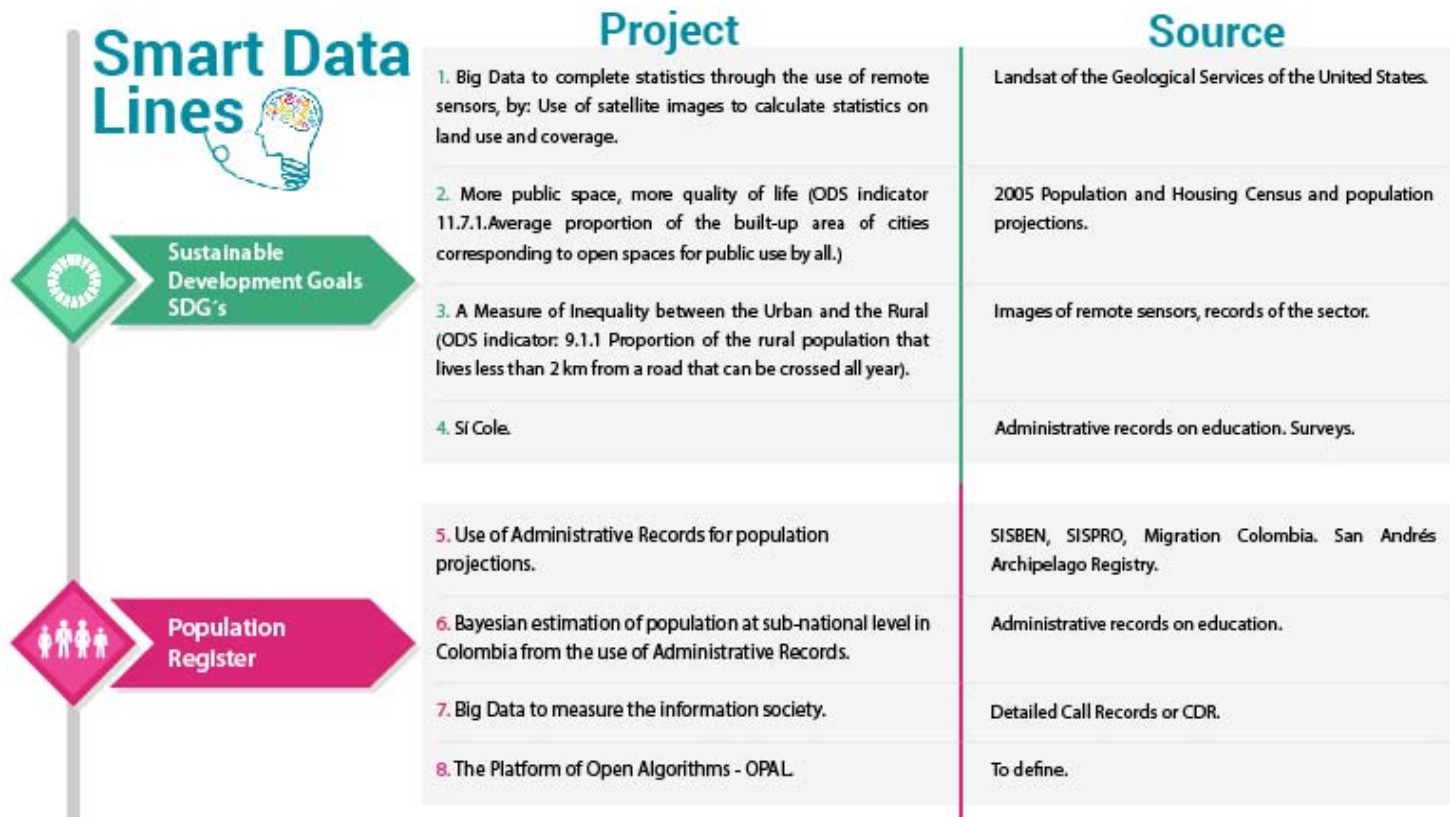 Smart Data
Lines
Project
Source
1. Big Data to complete statistics through the use of remote
sensors, by: Use of satellite images to calculate statistics on
land use and coverage.
Landsat of the Geological Services of the United States.
2. More public space, more quality of life (ODS indicator
11.7.1.Average proportion of the built-up area of cities
corresponding to open spaces for public use by all.)
2005 Population and Housing Census and population
projections.
Sustainable
Development Goals
SDG´s
3. A Measure of Inequality between the Urban and the Rural
(ODS indicator: 9.1.1 Proportion of the rural population that
lives less than 2 km from a road that can be crossed all year).
Images of remote sensors, records of the sector.
4. Sí Cole.
Administrative records on education. Surveys.
5. Use of Administrative Records for population
projections.
SISBEN, SISPRO, Migration Colombia. San Andrés
Archipelago Registry.
Population
Register
6. Bayesian estimation of population at sub-national level in
Colombia from the use of Administrative Records.
Administrative records on education.
7. Big Data to measure the information society.
Detailed Call Records or CDR.
8. The Platform of Open Algorithms - OPAL.
To define.